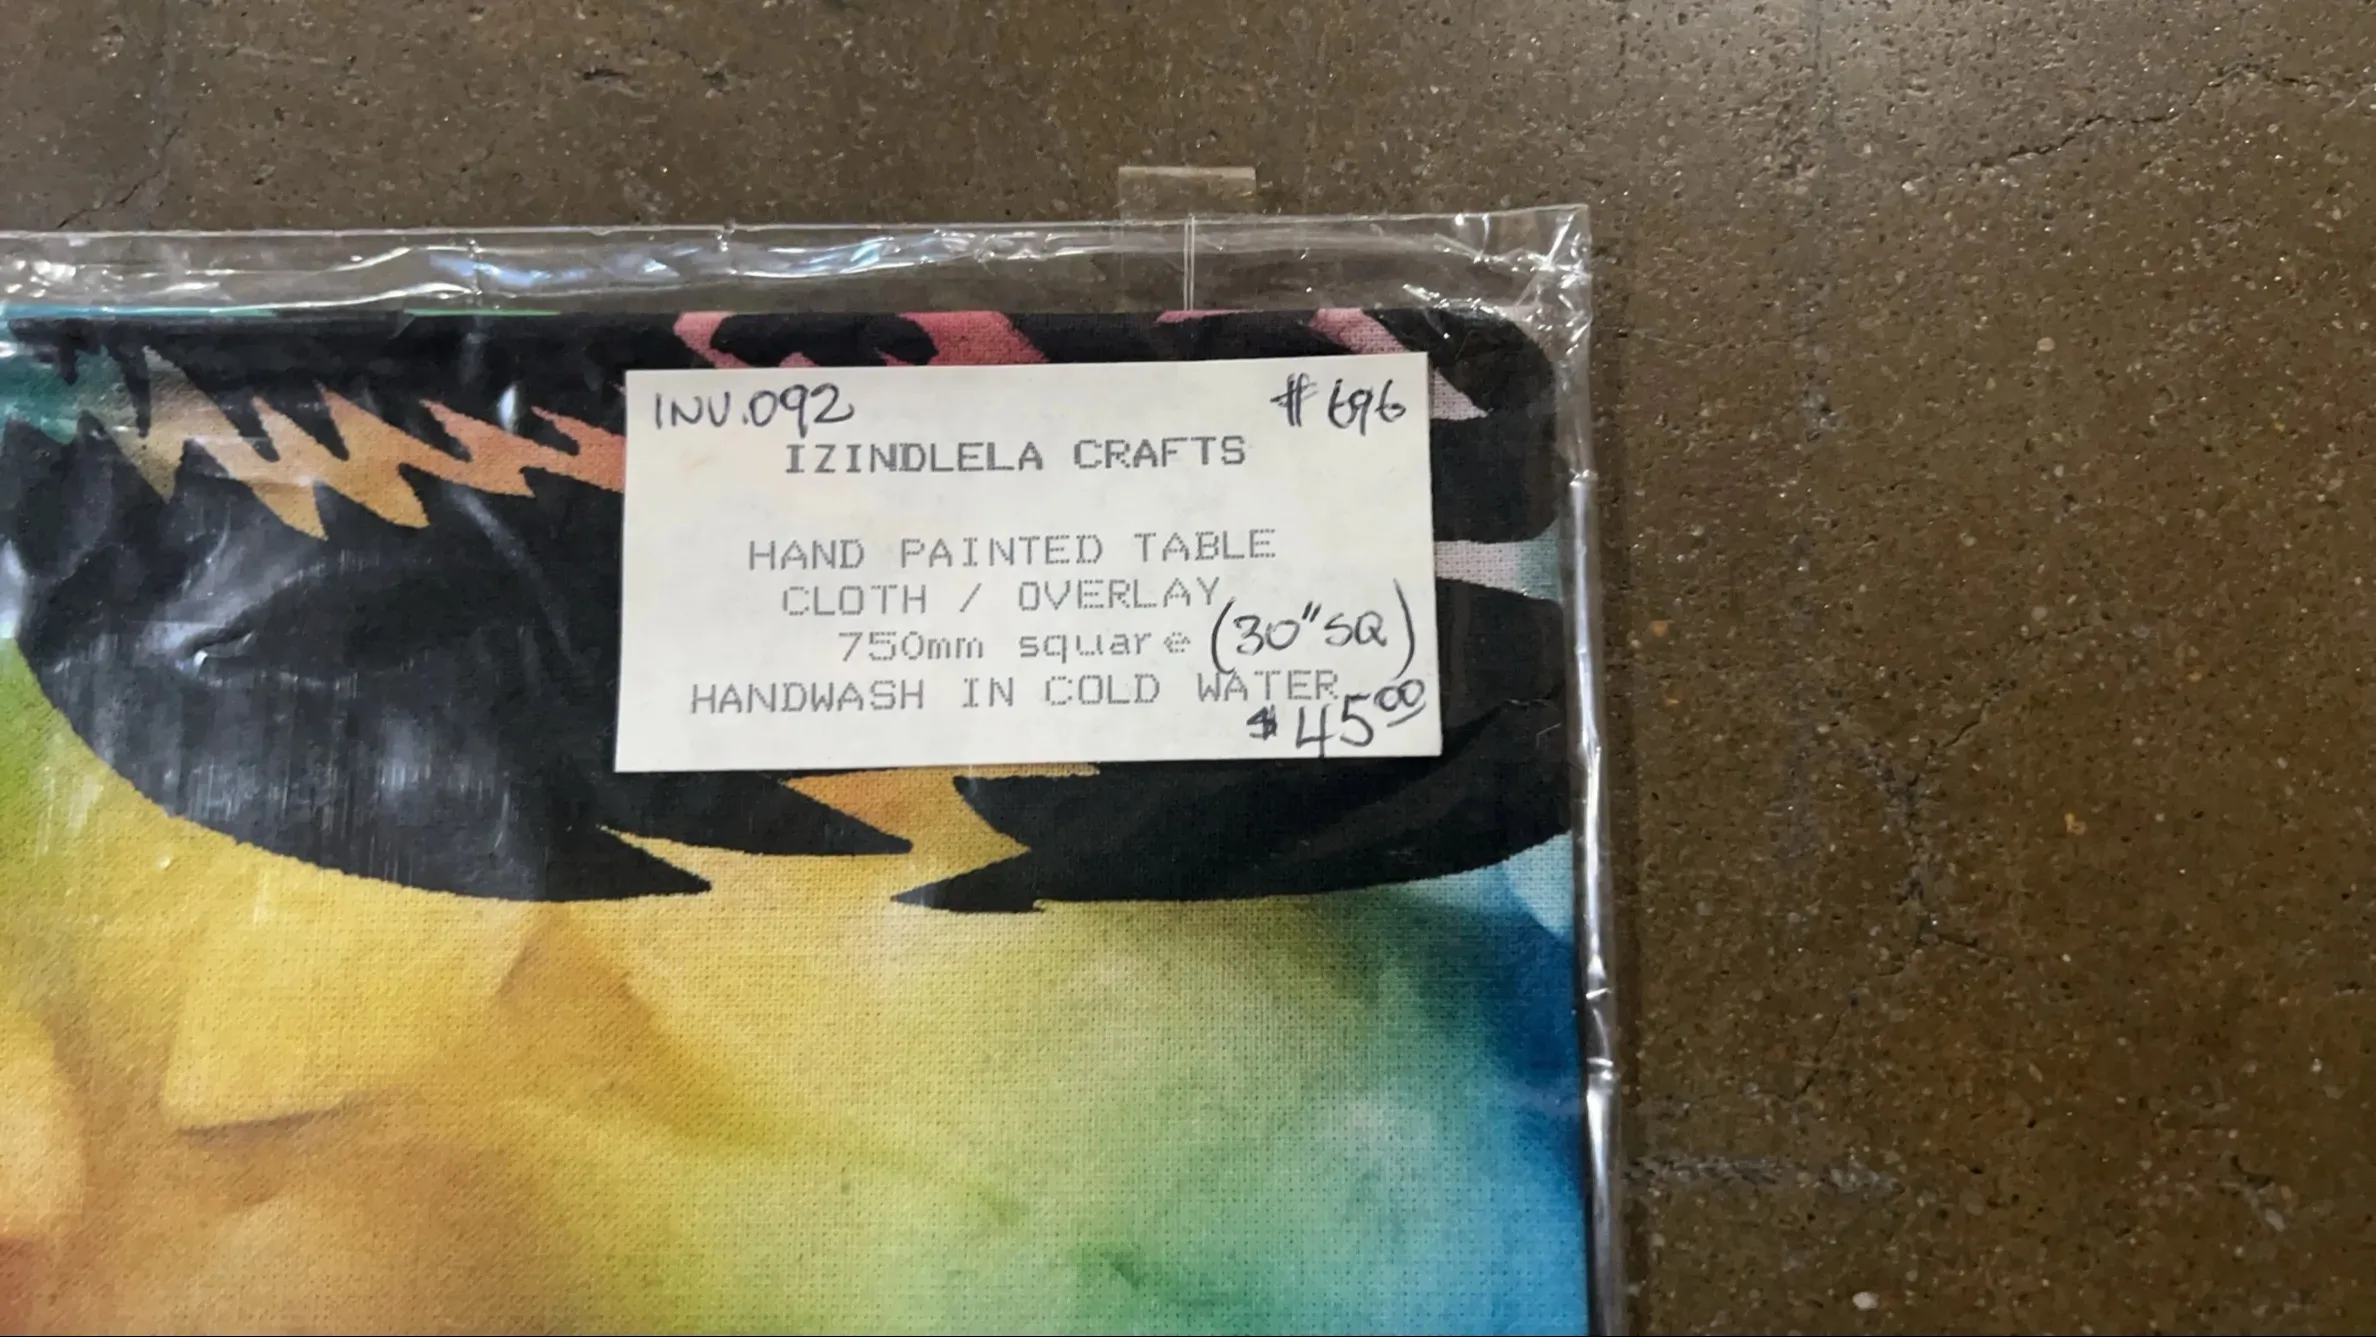 INV.092 #696
IZINDLELA CRAFTS
HAND PAINTED TABLE
CLOTH / OVERLAY
750mm square (30" SQ)
HANDWASH IN COLD WATER
$45.00